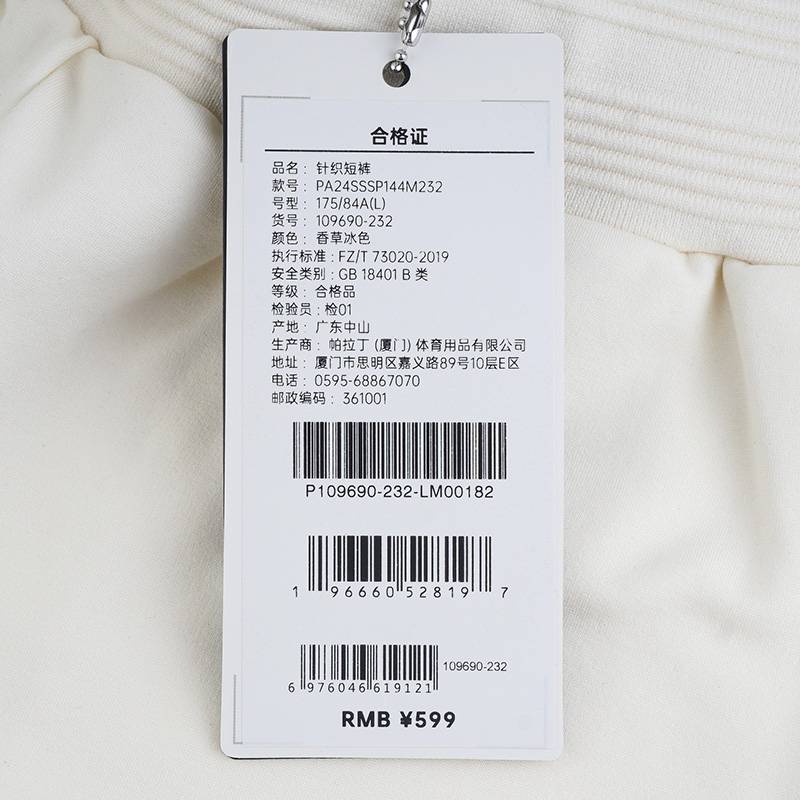 合格证
品名: 针织短裤
款号: PA24SSSP144M232
号型: 175/84A(L)
货号: 109690-232
颜色: 香草冰色
执行标准: FZ/T 73020-2019
安全类别: GB 18401 B 类
等级: 合格品
检验员: 检01
产地: 广东中山
生产商: 帕拉丁 (厦门) 体育用品有限公司
地址: 厦门市思明区嘉义路89号10层E区
电话: 0595-68867070
邮政编码: 361001
P109690-232-LM00182
1 96660 52819 7
109690-232
6 976046 619121
RMB ¥599